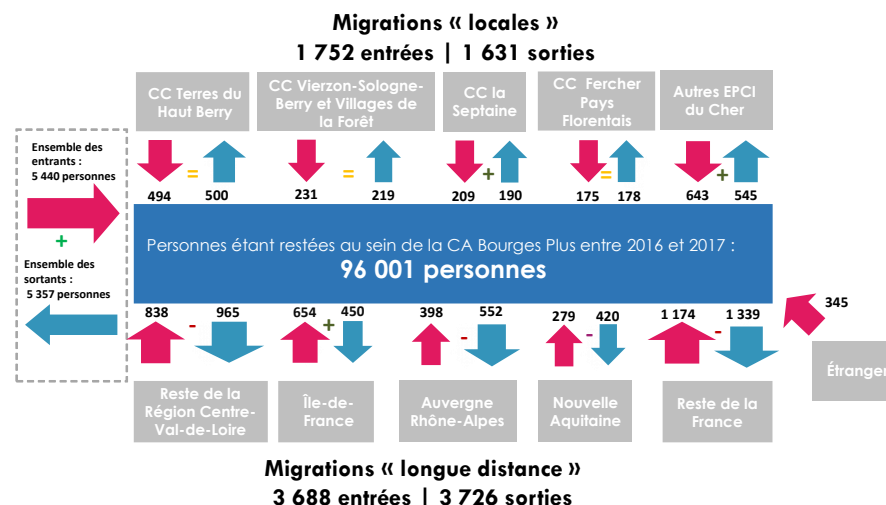 Migrations « locales »
1 752 entrées | 1 631 sorties
CC Terres du
Haut Berry
CC Vierzon-Sologne-
Berry et Villages de
la Forêt
CC la
Septaine
CC Fercher
Pays
Florentais
Autres EPCI
du Cher
Ensemble des
entrants :
5 440 personnes
+
Ensemble des
sortants :
5 357 personnes
= = + = +
494 500 231 219 209 190 175 178 643 545
Personnes étant restées au sein de la CA Bourges Plus entre 2016 et 2017 :
96 001 personnes
838 965 654 450 398 552 279 420 1 174 1 339 345
- + - - -
Reste de la
Région Centre-
Val-de-Loire
Île-de-
France
Auvergne
Rhône-Alpes
Nouvelle
Aquitaine
Reste de la
France
Étranger
Migrations « longue distance »
3 688 entrées | 3 726 sorties